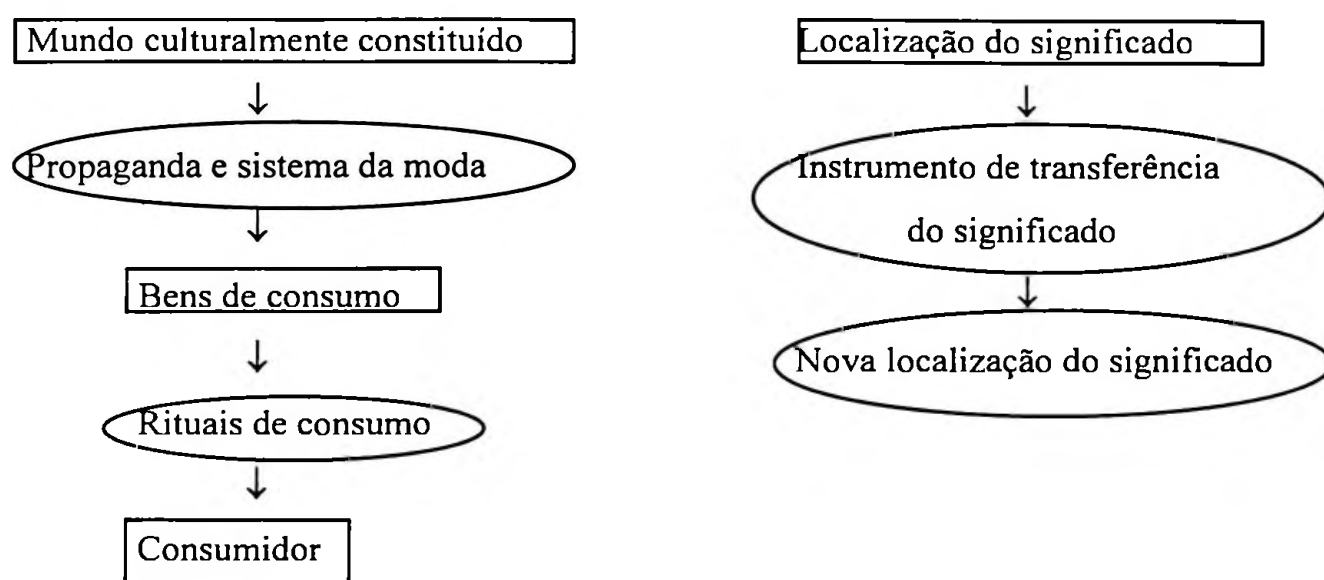 Mundo culturalmente constituído
↓
Propaganda e sistema da moda
↓
Bens de consumo
↓
Rituais de consumo
↓
Consumidor
Localização do significado
↓
Instrumento de transferência
do significado
↓
Nova localização do significado